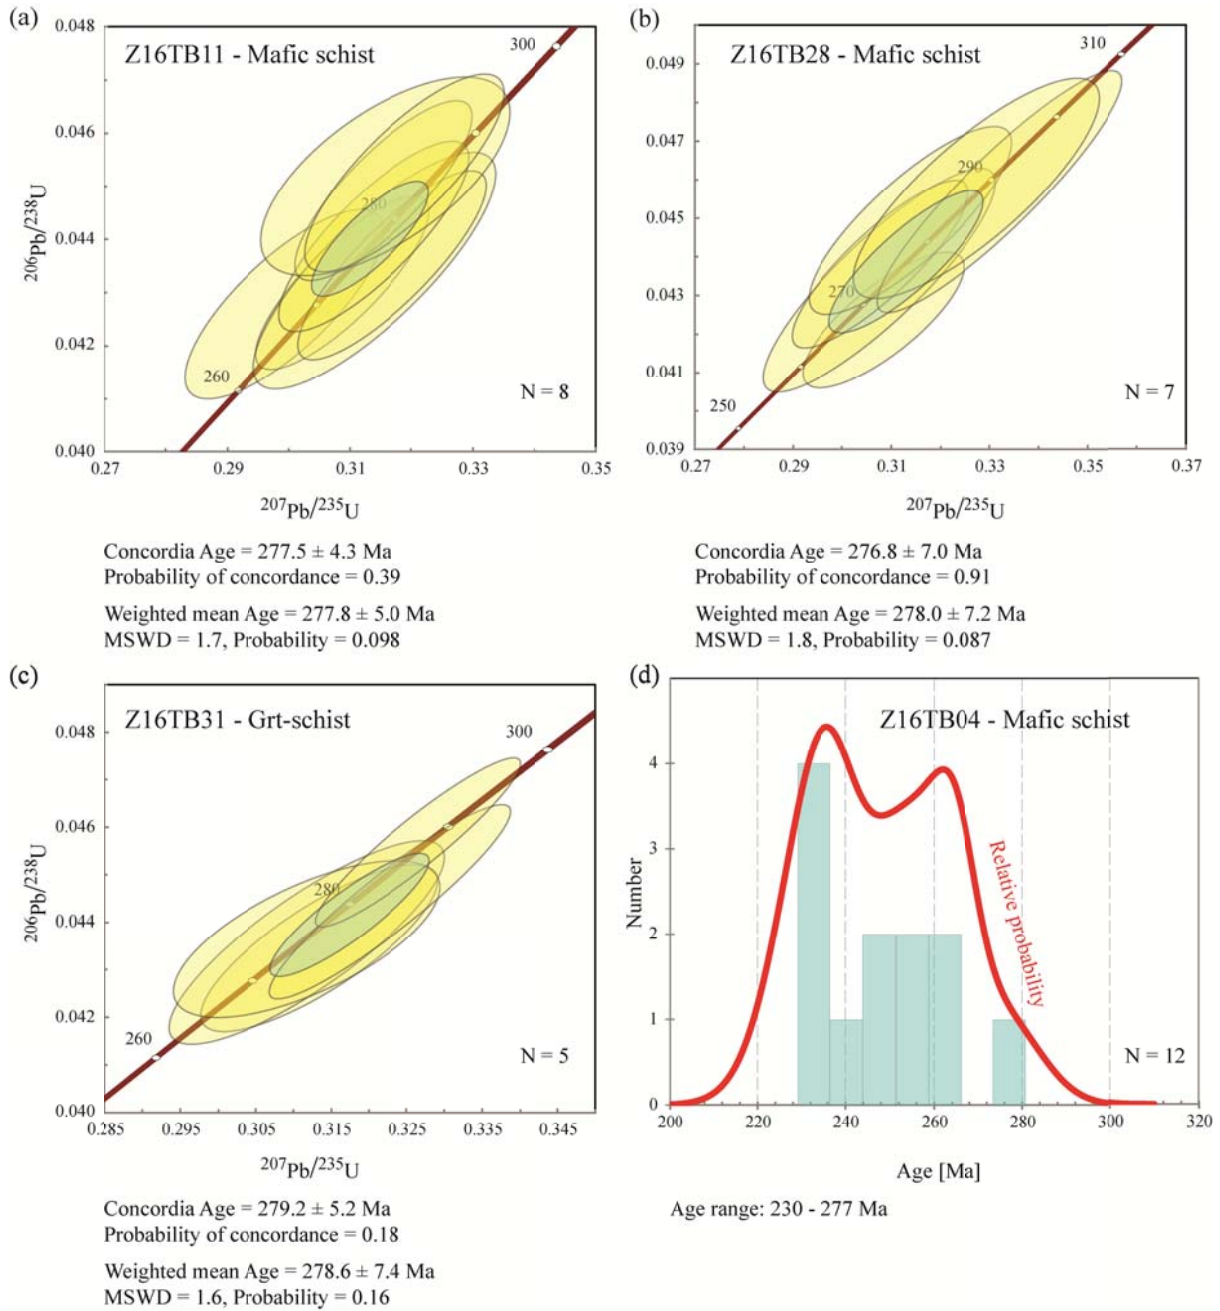 (a)
Z16TB11 - Mafic schist
300
280
260
N = 8
0.048
0.046
0.044
0.042
0.040
0.27
0.29
0.31
0.33
0.35
206Pb/238U
207Pb/235U
Concordia Age = 277.5 ± 4.3 Ma
Probability of concordance = 0.39
Weighted mean Age = 277.8 ± 5.0 Ma
MSWD = 1.7, Probability = 0.098
(b)
Z16TB28 - Mafic schist
310
290
270
250
N = 7
0.049
0.047
0.045
0.043
0.041
0.039
0.27
0.29
0.31
0.33
0.35
0.37
206Pb/238U
207Pb/235U
Concordia Age = 276.8 ± 7.0 Ma
Probability of concordance = 0.91
Weighted mean Age = 278.0 ± 7.2 Ma
MSWD = 1.8, Probability = 0.087
(c)
Z16TB31 - Grt-schist
300
280
260
N = 5
0.048
0.046
0.044
0.042
0.040
0.285
0.295
0.305
0.315
0.325
0.335
0.345
206Pb/238U
207Pb/235U
Concordia Age = 279.2 ± 5.2 Ma
Probability of concordance = 0.18
Weighted mean Age = 278.6 ± 7.4 Ma
MSWD = 1.6, Probability = 0.16
(d)
Z16TB04 - Mafic schist
Relative probability
N = 12
5
4
3
2
1
0
200
220
240
260
280
300
320
Number
Age [Ma]
Age range: 230 - 277 Ma